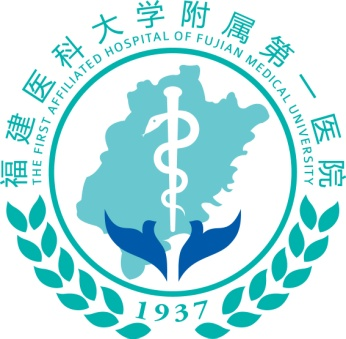 福建医科大学附属第一医院
THE FIRST AFFILIATED HOSPITAL OF FUJIAN MEDICAL UNIVERSITY
1937